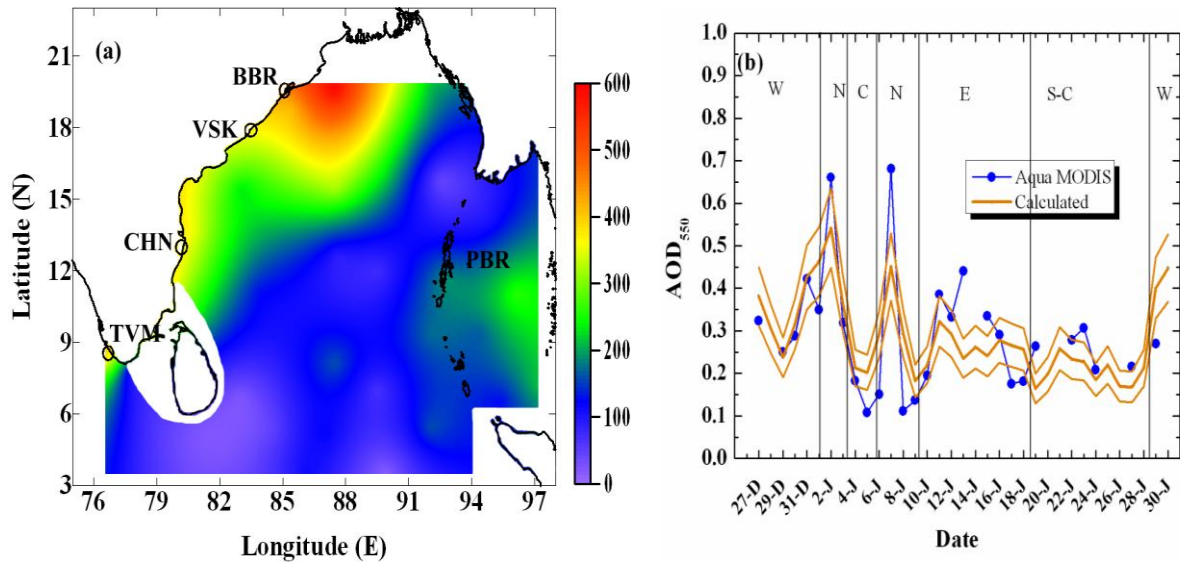 (a)
BBR
VSK
CHN
TVM
PBR
Latitude (N)
21
18
15
12
9
6
3
76 79 82 85 88 91 94 97
Longitude (E)
600
500
400
300
200
100
0
(b)
W N C N E S-C W
Aqua MODIS
Calculated
AOD550
1.0
0.9
0.8
0.7
0.6
0.5
0.4
0.3
0.2
0.1
0.0
27-D 29-D 31-D 2-J 4-J 6-J 8-J 10-J 12-J 14-J 16-J 18-J 20-J 22-J 24-J 26-J 28-J 30-J
Date